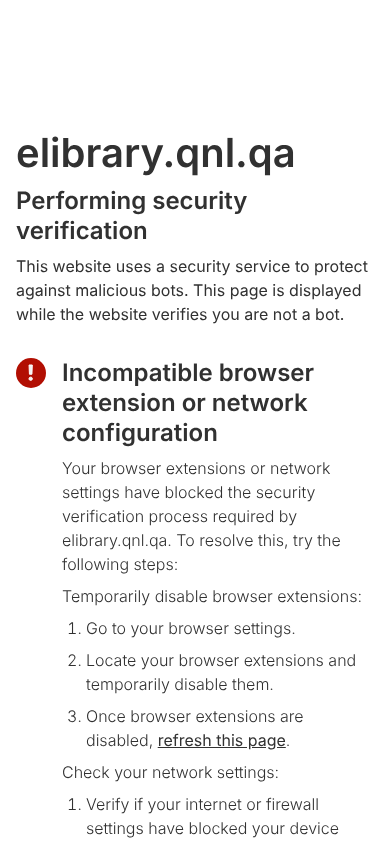 elibrary.qnl.qa
Performing security
verification
This website uses a security service to protect
against malicious bots. This page is displayed
while the website verifies you are not a bot.
Incompatible browser
extension or network
configuration
Your browser extensions or network
settings have blocked the security
verification process required by
elibrary.qnl.qa. To resolve this, try the
following steps:
Temporarily disable browser extensions:
1. Go to your browser settings.
2. Locate your browser extensions and
temporarily disable them.
3. Once browser extensions are
disabled, refresh this page.
Check your network settings:
1. Verify if your internet or firewall
settings have blocked your device